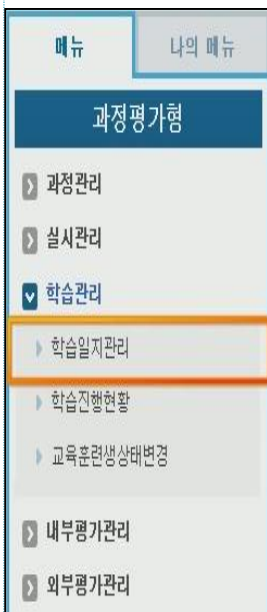 메뉴 나의 메뉴
과정평가형
과정관리
실시관리
학습관리
학습일지관리
학습진행현황
교육훈련생상태변경
내부평가관리
외부평가관리